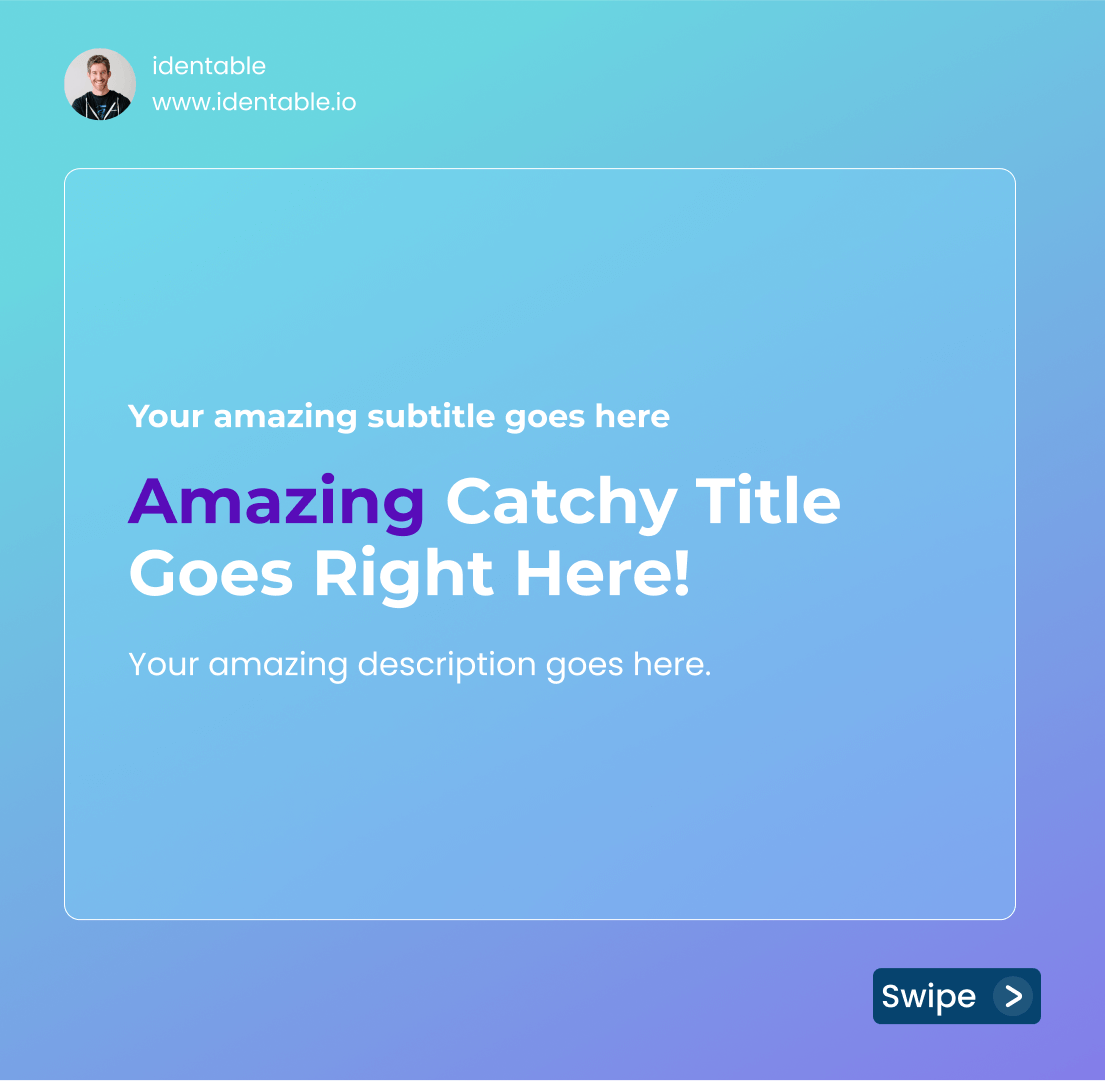 identable
www.identable.io
Your amazing subtitle goes here
Amazing Catchy Title
Goes Right Here!
Your amazing description goes here.
Swipe